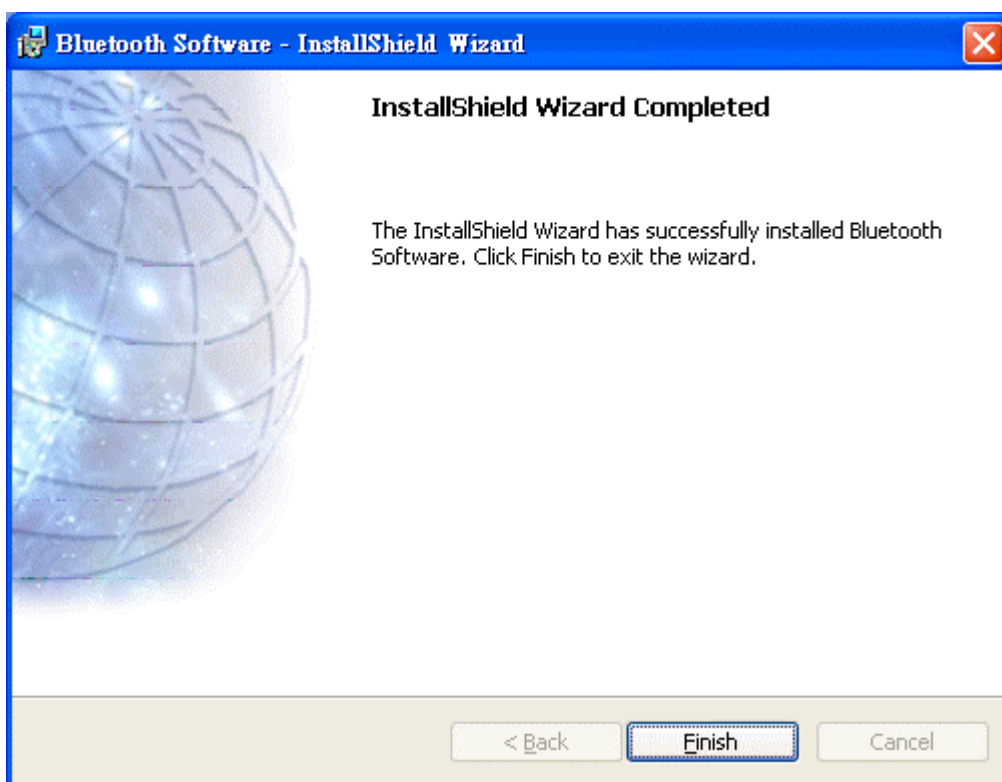 Bluetooth Software - InstallShield Wizard
InstallShield Wizard Completed
The InstallShield Wizard has successfully installed Bluetooth
Software. Click Finish to exit the wizard.
< Back Finish Cancel